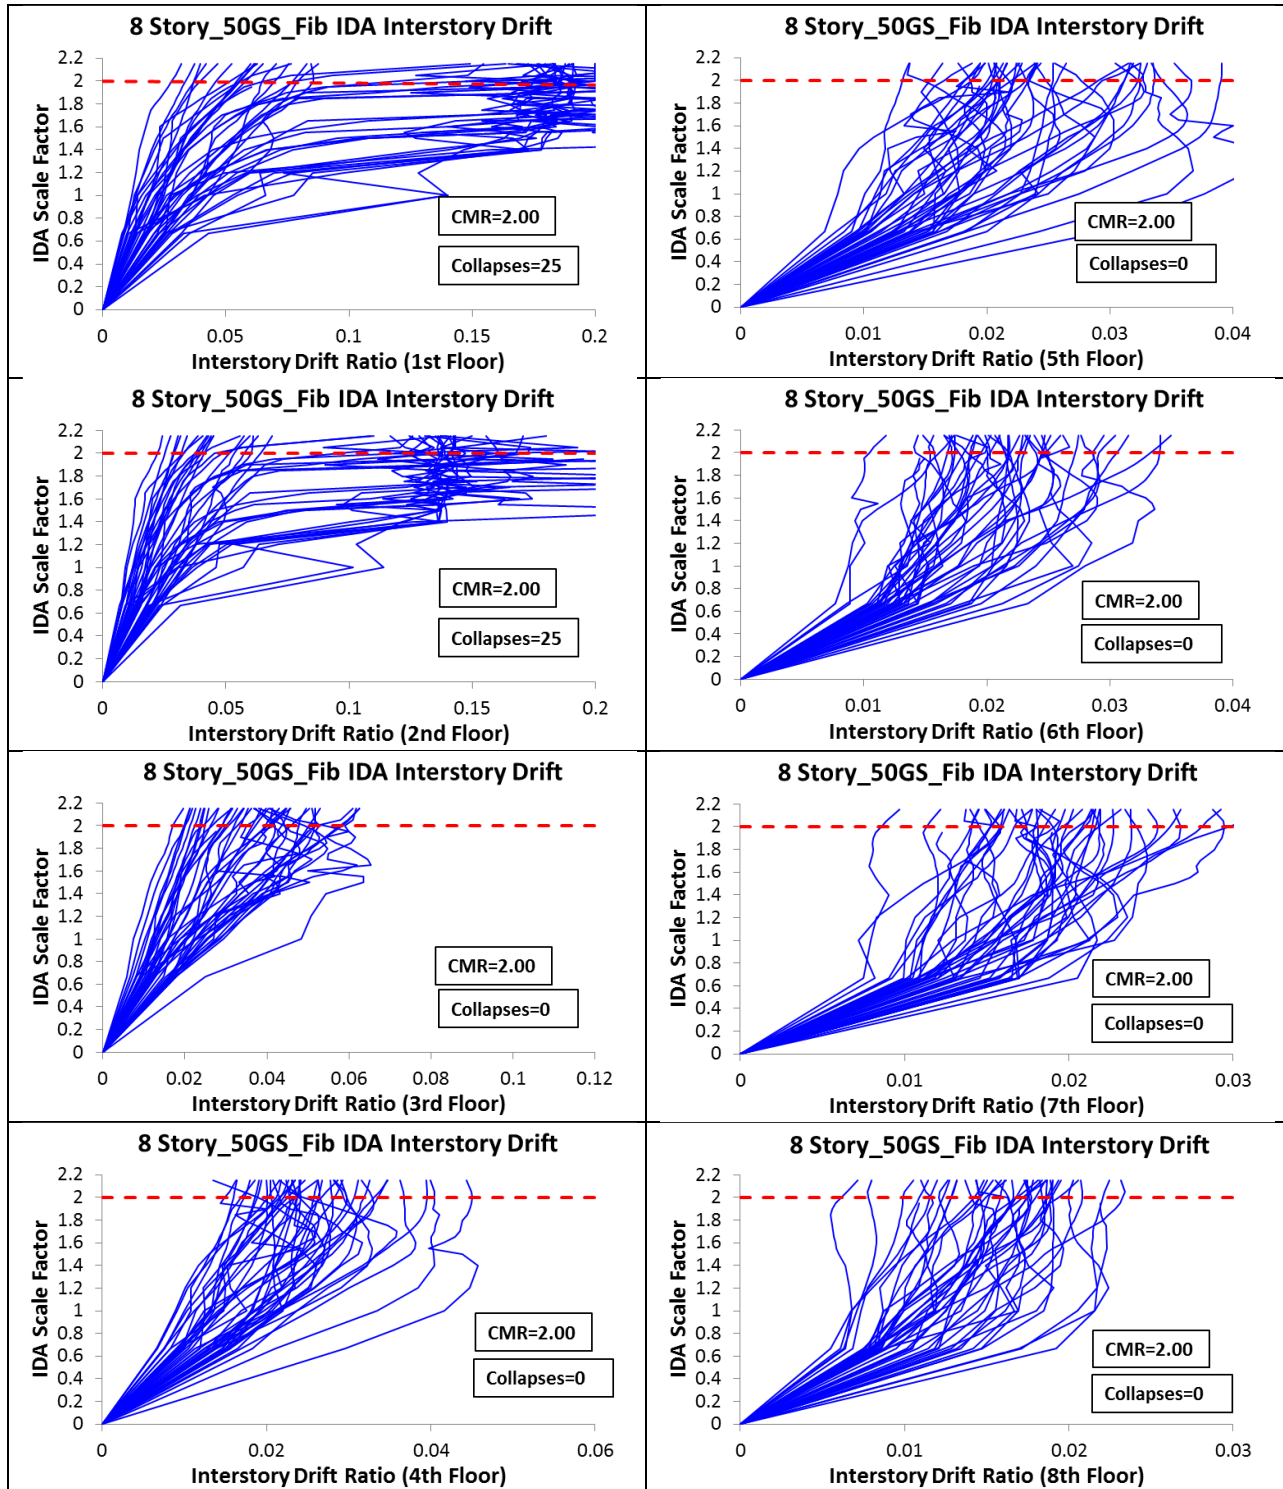 8 Story_50GS_Fib IDA Interstory Drift
IDA Scale Factor
2.2
2
1.8
1.6
1.4
1.2
1
0.8
0.6
0.4
0.2
0
CMR=2.00
Collapses=25
0 0.05 0.1 0.15 0.2
Interstory Drift Ratio (1st Floor)
8 Story_50GS_Fib IDA Interstory Drift
IDA Scale Factor
2.2
2
1.8
1.6
1.4
1.2
1
0.8
0.6
0.4
0.2
0
CMR=2.00
Collapses=0
0 0.01 0.02 0.03 0.04
Interstory Drift Ratio (5th Floor)
8 Story_50GS_Fib IDA Interstory Drift
IDA Scale Factor
2.2
2
1.8
1.6
1.4
1.2
1
0.8
0.6
0.4
0.2
0
CMR=2.00
Collapses=25
0 0.05 0.1 0.15 0.2
Interstory Drift Ratio (2nd Floor)
8 Story_50GS_Fib IDA Interstory Drift
IDA Scale Factor
2.2
2
1.8
1.6
1.4
1.2
1
0.8
0.6
0.4
0.2
0
CMR=2.00
Collapses=0
0 0.01 0.02 0.03 0.04
Interstory Drift Ratio (6th Floor)
8 Story_50GS_Fib IDA Interstory Drift
IDA Scale Factor
2.2
2
1.8
1.6
1.4
1.2
1
0.8
0.6
0.4
0.2
0
CMR=2.00
Collapses=0
0 0.02 0.04 0.06 0.08 0.1 0.12
Interstory Drift Ratio (3rd Floor)
8 Story_50GS_Fib IDA Interstory Drift
IDA Scale Factor
2.2
2
1.8
1.6
1.4
1.2
1
0.8
0.6
0.4
0.2
0
CMR=2.00
Collapses=0
0 0.01 0.02 0.03
Interstory Drift Ratio (7th Floor)
8 Story_50GS_Fib IDA Interstory Drift
IDA Scale Factor
2.2
2
1.8
1.6
1.4
1.2
1
0.8
0.6
0.4
0.2
0
CMR=2.00
Collapses=0
0 0.02 0.04 0.06
Interstory Drift Ratio (4th Floor)
8 Story_50GS_Fib IDA Interstory Drift
IDA Scale Factor
2.2
2
1.8
1.6
1.4
1.2
1
0.8
0.6
0.4
0.2
0
CMR=2.00
Collapses=0
0 0.01 0.02 0.03
Interstory Drift Ratio (8th Floor)